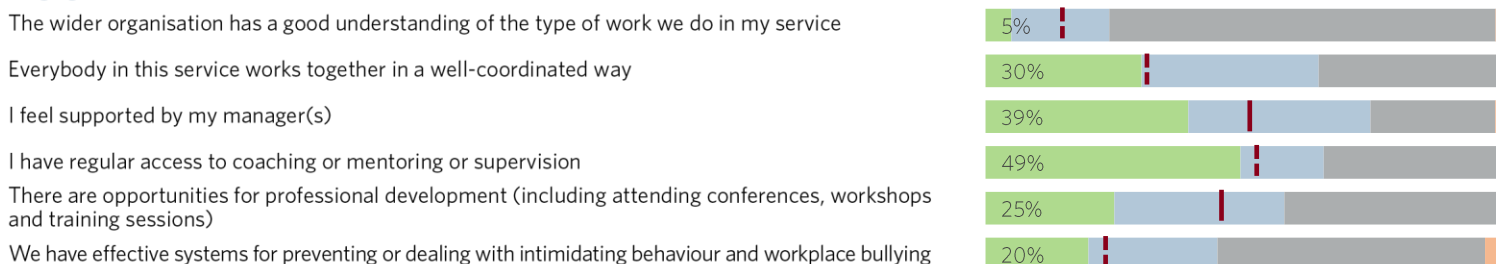 The wider organisation has a good understanding of the type of work we do in my service
5%
Everybody in this service works together in a well-coordinated way
30%
I feel supported by my manager(s)
39%
I have regular access to coaching or mentoring or supervision
49%
There are opportunities for professional development (including attending conferences, workshops
and training sessions)
25%
We have effective systems for preventing or dealing with intimidating behaviour and workplace bullying
20%